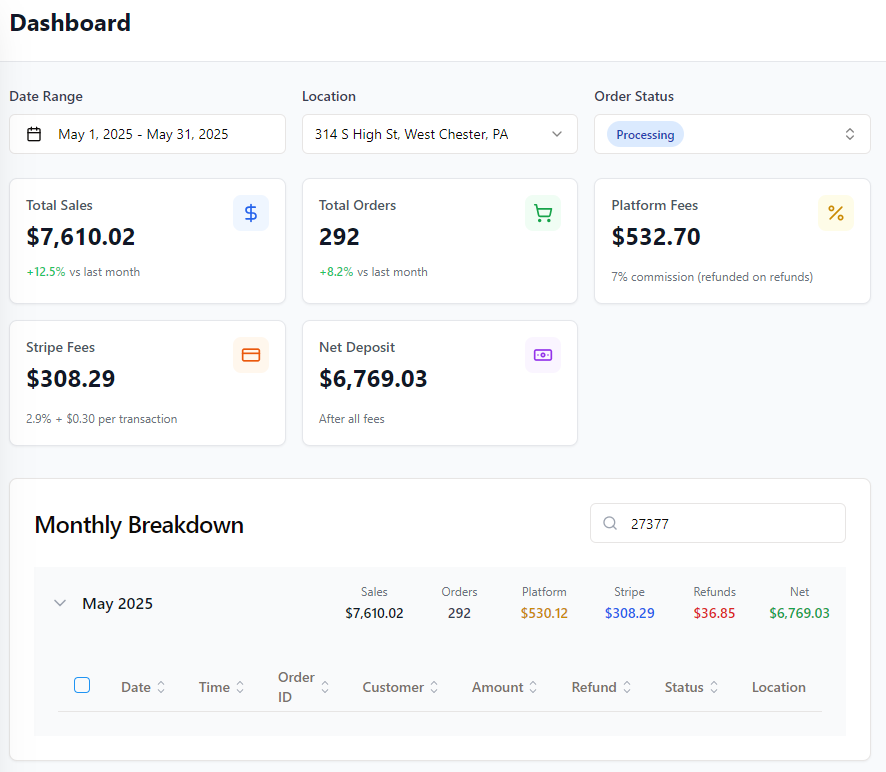 Dashboard
Date Range
Location
Order Status
May 1, 2025 - May 31, 2025
314 S High St, West Chester, PA
Processing
Total Sales
$7,610.02
+12.5% vs last month
Total Orders
292
+8.2% vs last month
Platform Fees
$532.70
7% commission (refunded on refunds)
Stripe Fees
$308.29
2.9% + $0.30 per transaction
Net Deposit
$6,769.03
After all fees
Monthly Breakdown
27377
May 2025
Sales Orders Platform Stripe Refunds Net
$7,610.02 292 $530.12 $308.29 $36.85 $6,769.03
Date Time Order ID Customer Amount Refund Status Location